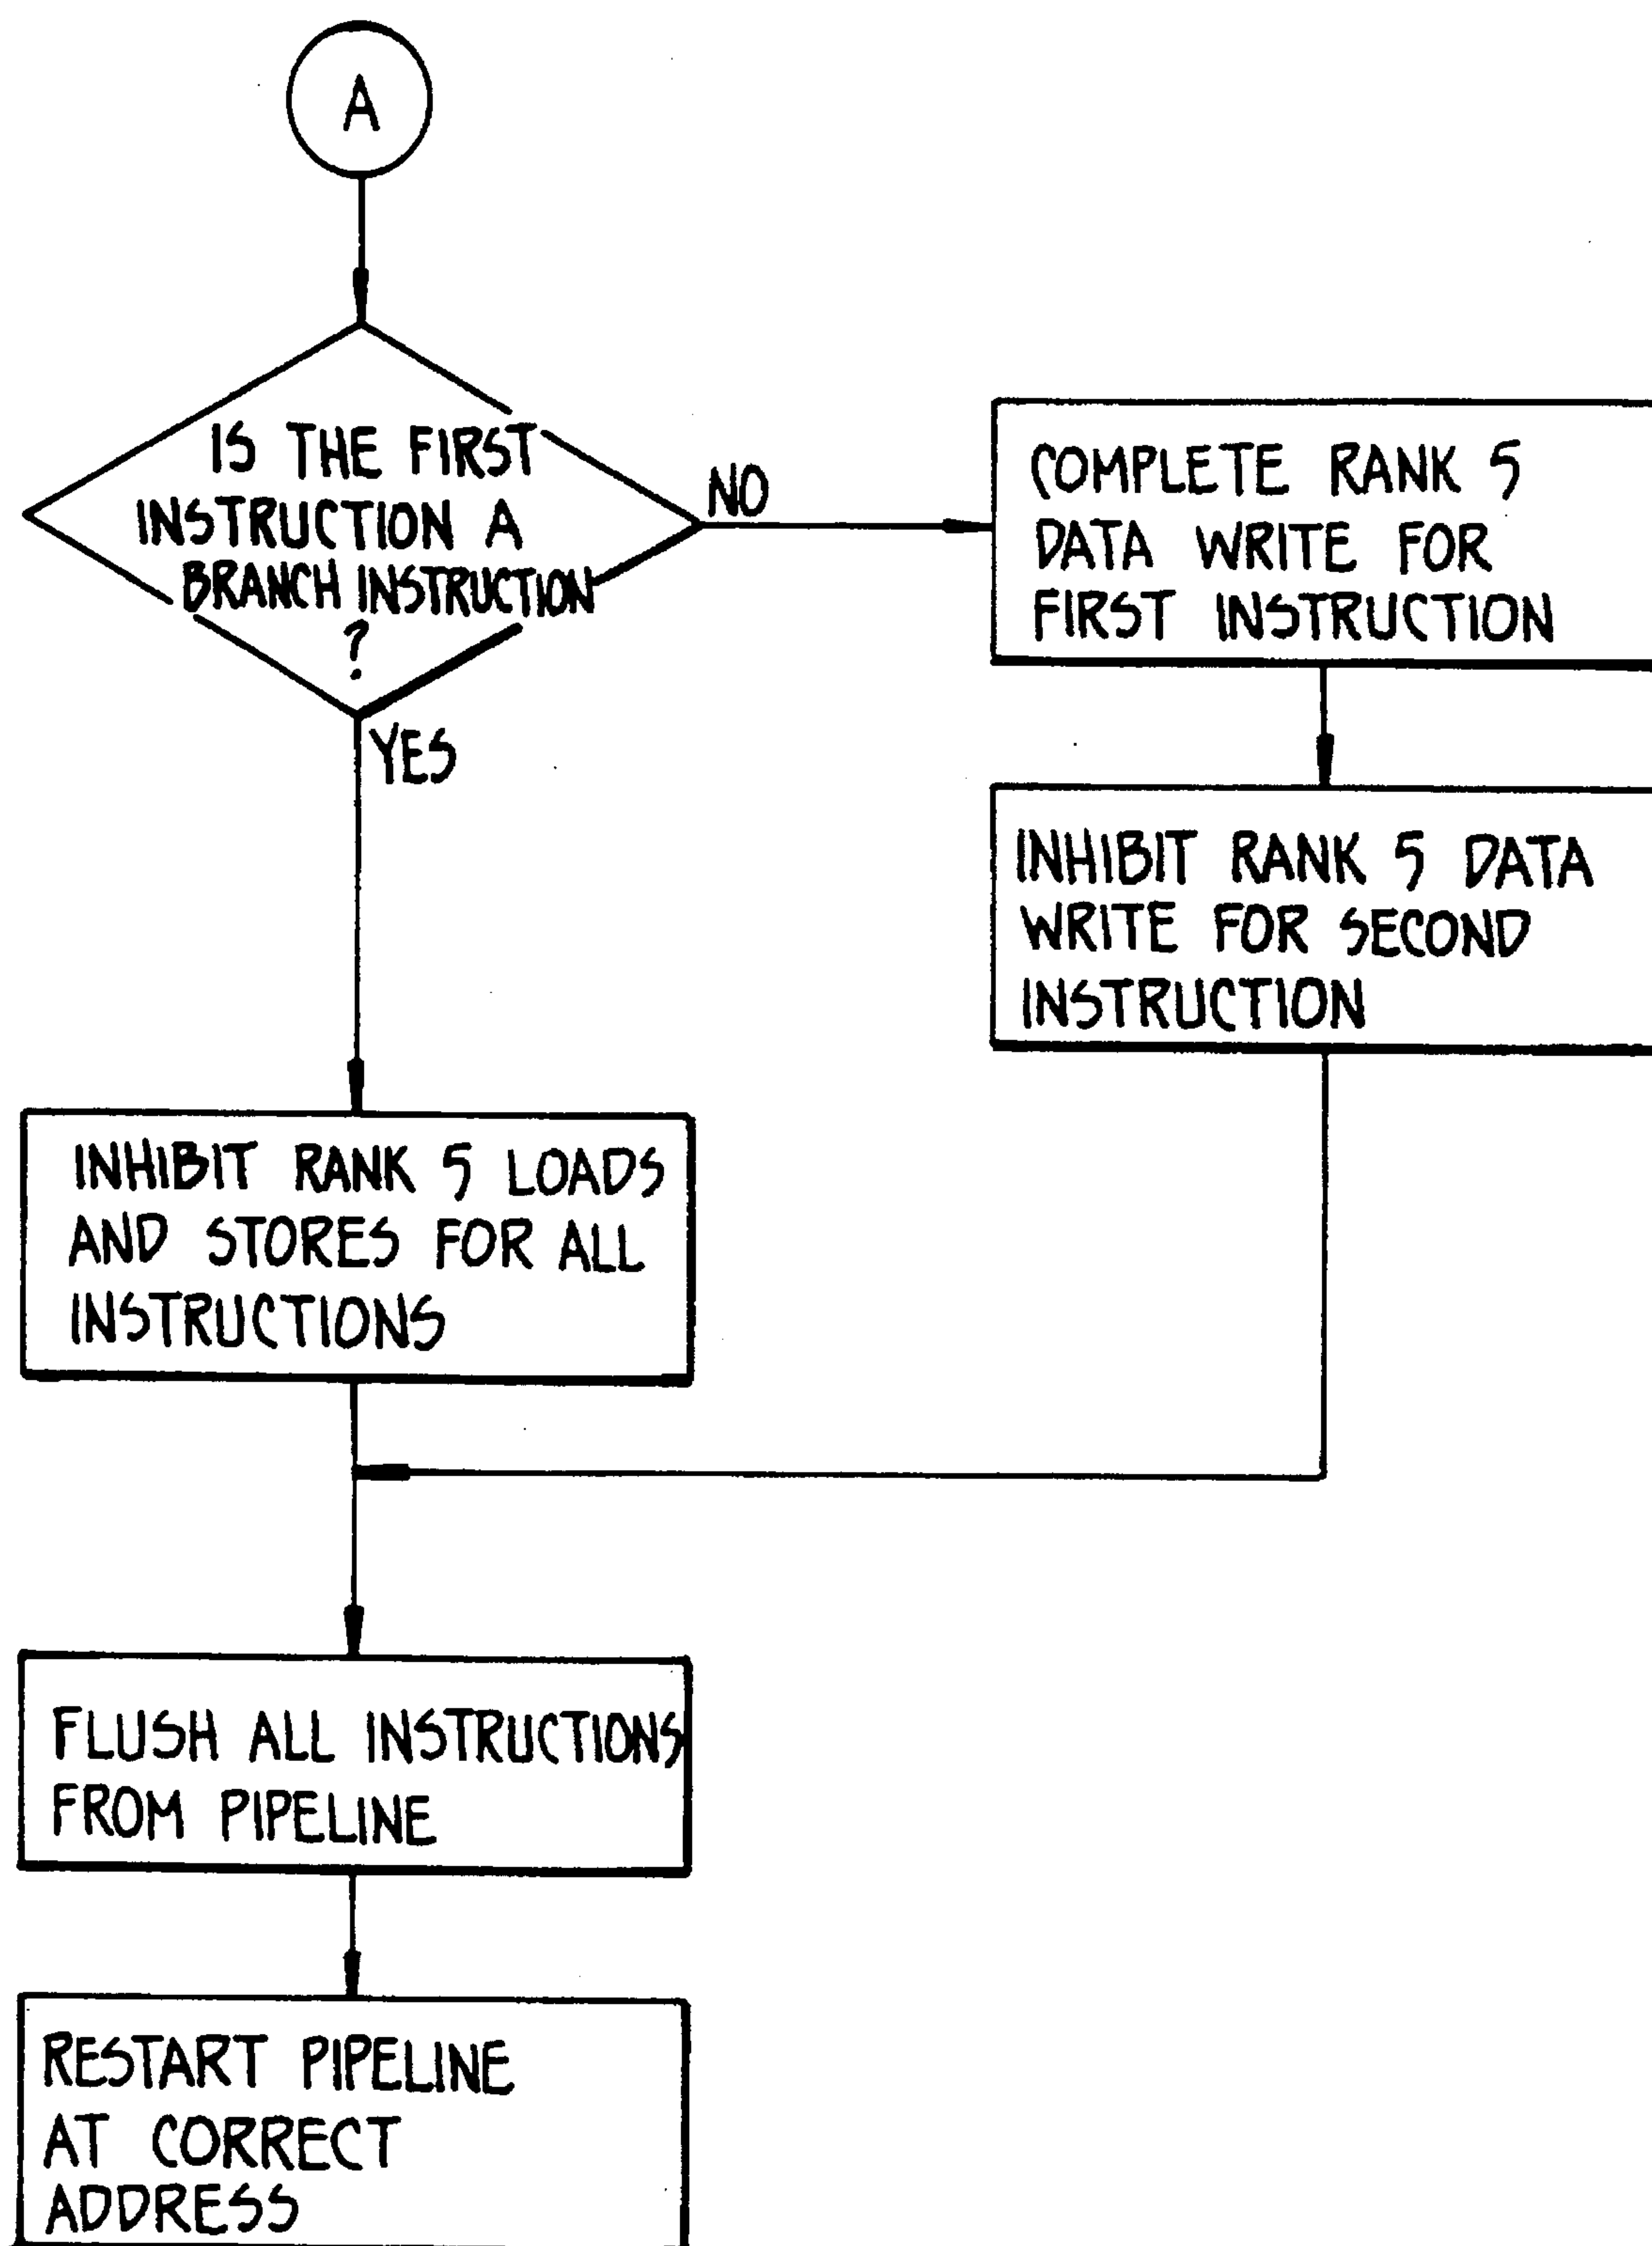 A
IS THE FIRST
INSTRUCTION A
BRANCH INSTRUCTION
?
NO
YES
COMPLETE RANK 5
DATA WRITE FOR
FIRST INSTRUCTION
INHIBIT RANK 5 DATA
WRITE FOR SECOND
INSTRUCTION
INHIBIT RANK 5 LOADS
AND STORES FOR ALL
INSTRUCTIONS
FLUSH ALL INSTRUCTIONS
FROM PIPELINE
RESTART PIPELINE
AT CORRECT
ADDRESS